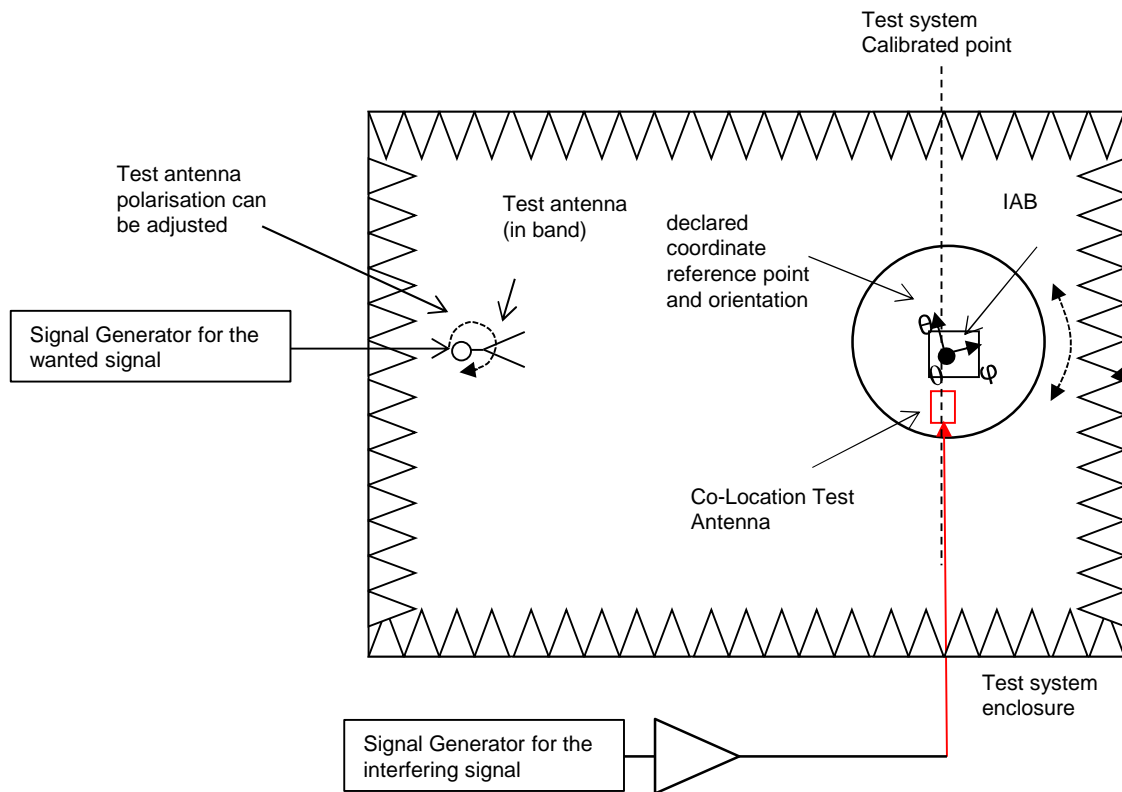 Test system
Calibrated point
Test antenna
polarisation can
be adjusted
Test antenna
(in band)
declared
coordinate
reference point
and orientation
IAB
Signal Generator for the
wanted signal
θ
θ
φ
Co-Location Test
Antenna
Test system
enclosure
Signal Generator for the
interfering signal